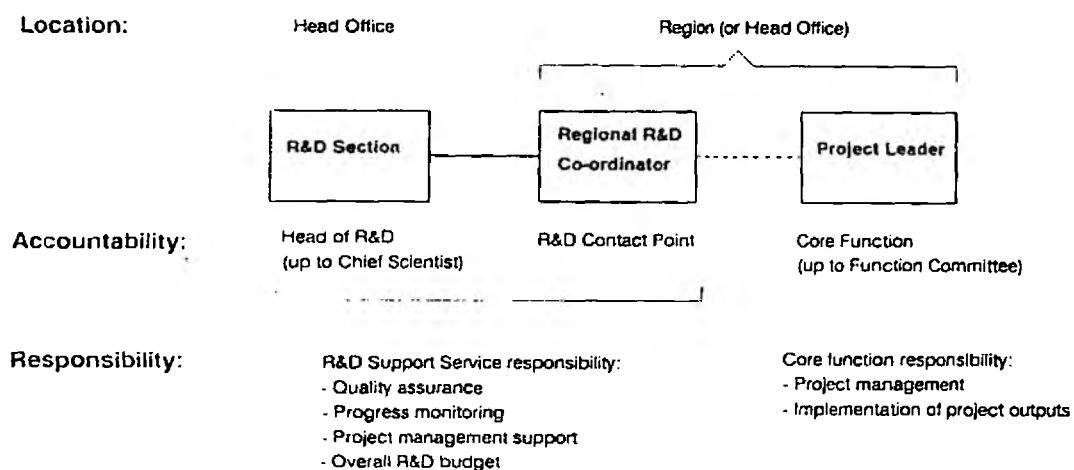 Location:
Head Office
Region (or Head Office)
R&D Section
Regional R&D
Co-ordinator
Project Leader
Accountability:
Head of R&D
(up to Chief Scientist)
R&D Contact Point
Core Function
(up to Function Committee)
Responsibility:
R&D Support Service responsibility:
- Quality assurance
- Progress monitoring
- Project management support
- Overall R&D budget
Core function responsibility:
- Project management
- Implementation of project outputs